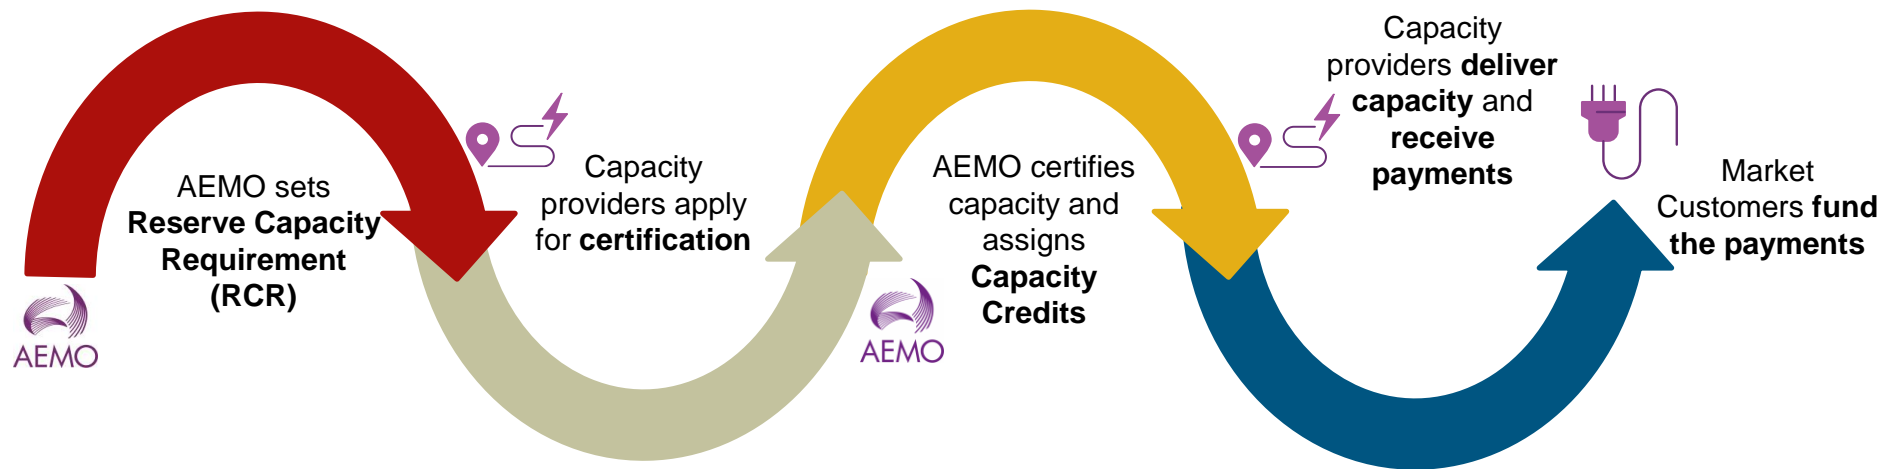 AEMO sets
Reserve Capacity
Requirement
(RCR)
AEMO
Capacity
providers apply
for certification
AEMO certifies
capacity and
assigns
Capacity
Credits
AEMO
Capacity
providers deliver
capacity and
receive
payments
Market
Customers fund
the payments